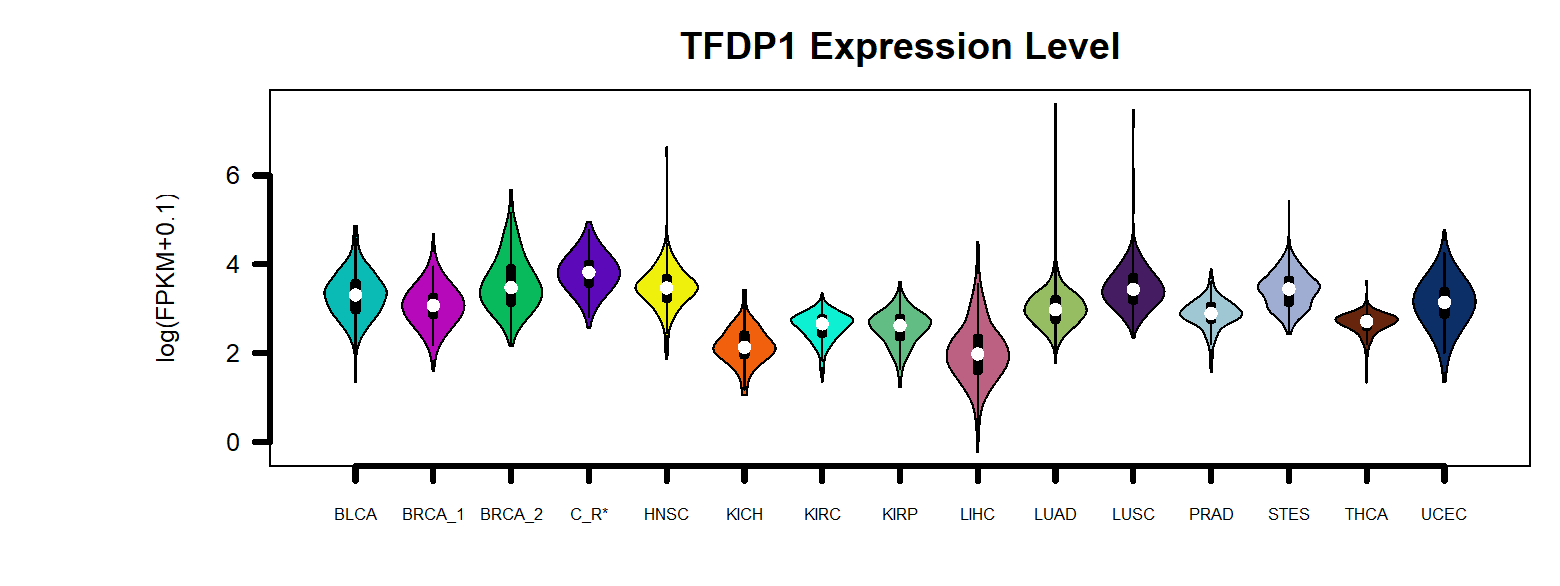 TFDP1 Expression Level
log(FPKM+0.1)
6
4
2
0
BLCA BRCA_1 BRCA_2 C_R* HNSC KICH KIRC KIRP LIHC LUAD LUSC PRAD STES THCA UCEC